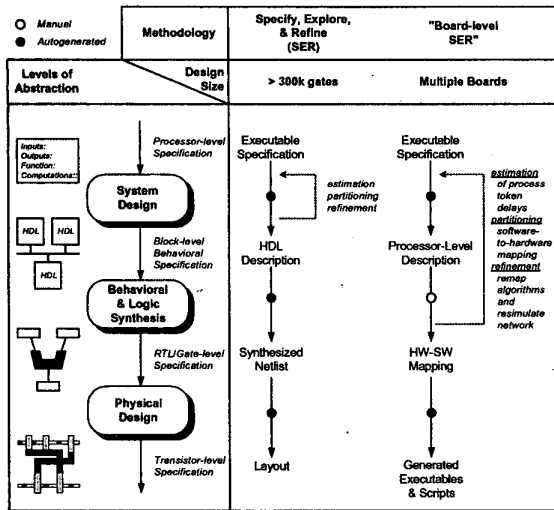 Manual
Autogenerated
Methodology
Specify, Explore,
& Refine
(SER)
"Board-level
SER"
Levels of
Abstraction
Design
Size
> 300k gates
Multiple Boards
Inputs:
Outputs:
Function:
Computations::
Processor-level
Specification
System
Design
HDL
HDL
HDL
Block-level
Behavioral
Specification
Behavioral
& Logic
Synthesis
RTL/Gate-level
Specification
Physical
Design
Transistor-level
Specification
Executable
Specification
estimation
partitioning
refinement
HDL
Description
Synthesized
Netlist
Layout
Executable
Specification
estimation
of process
token
delays
partitioning
software-
to-hardware
mapping
refinement
remap
algorithms
and
resimulate
network
Processor-Level
Description
HW-SW
Mapping
Generated
Executables
& Scripts